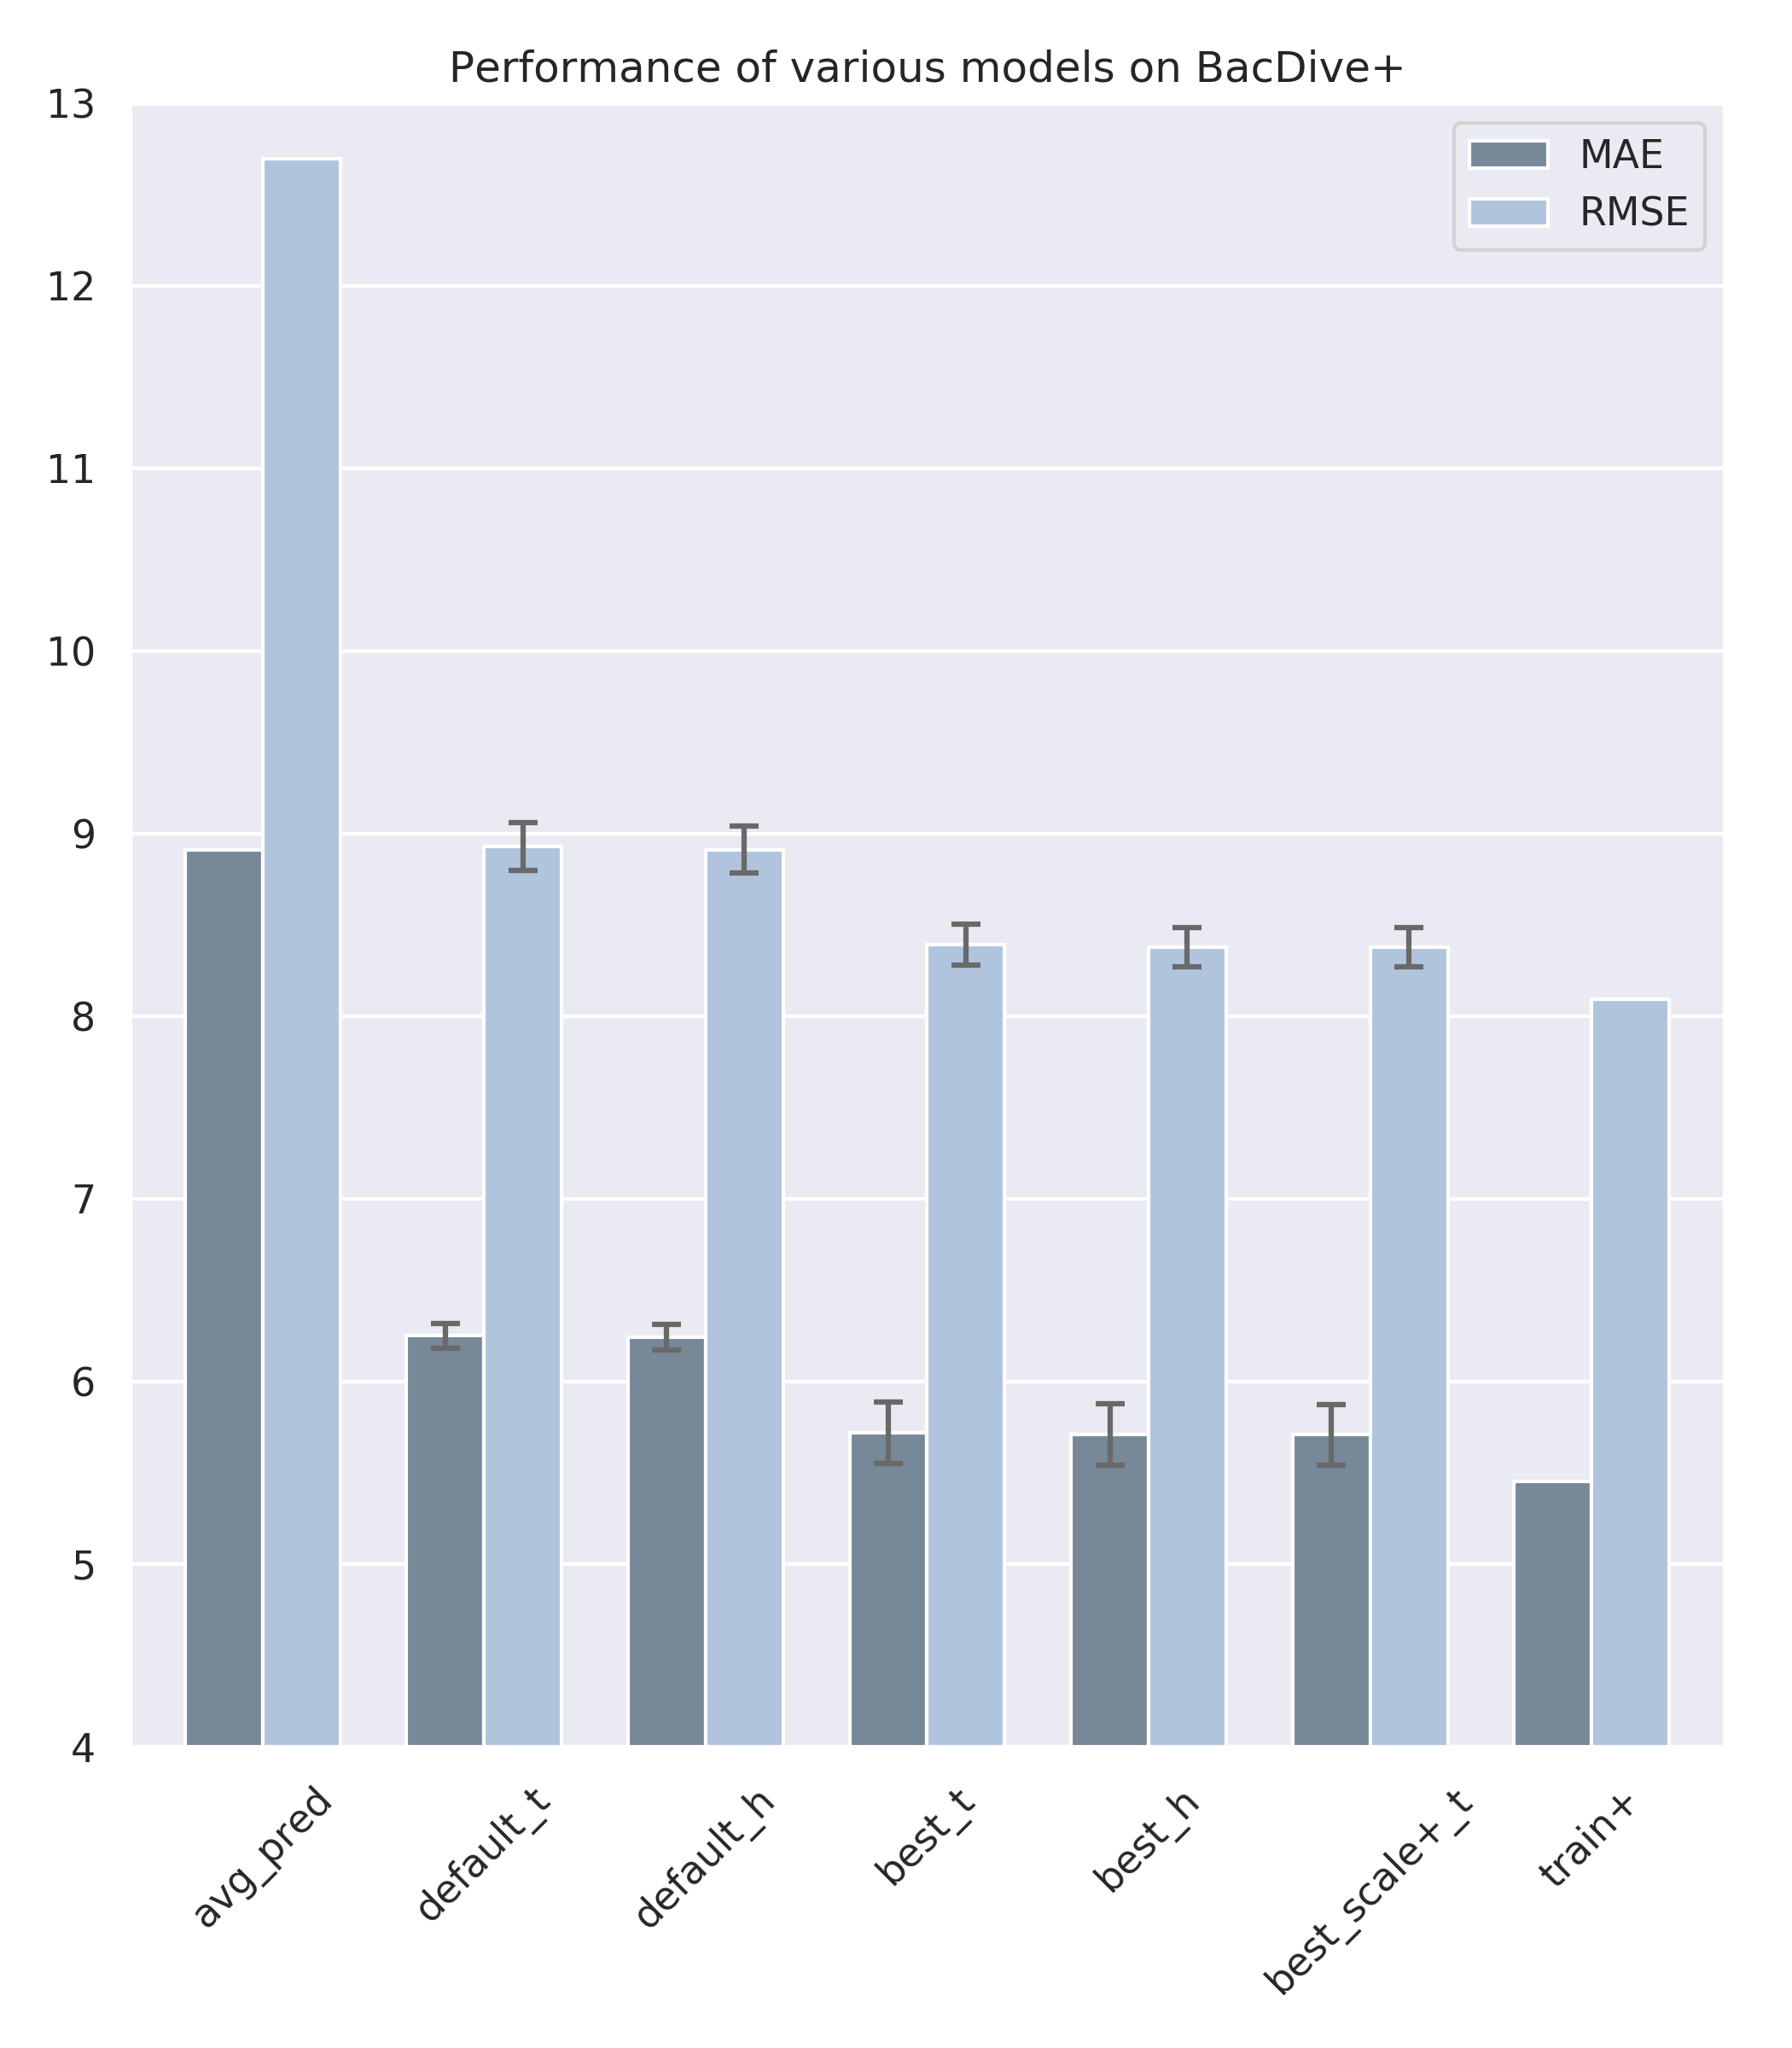 Performance of various models on BacDive+
MAE
RMSE
13
12
11
10
9
8
7
6
5
4
avg_pred
default_t
default_h
best_t
best_h
best_scale+_t
train+